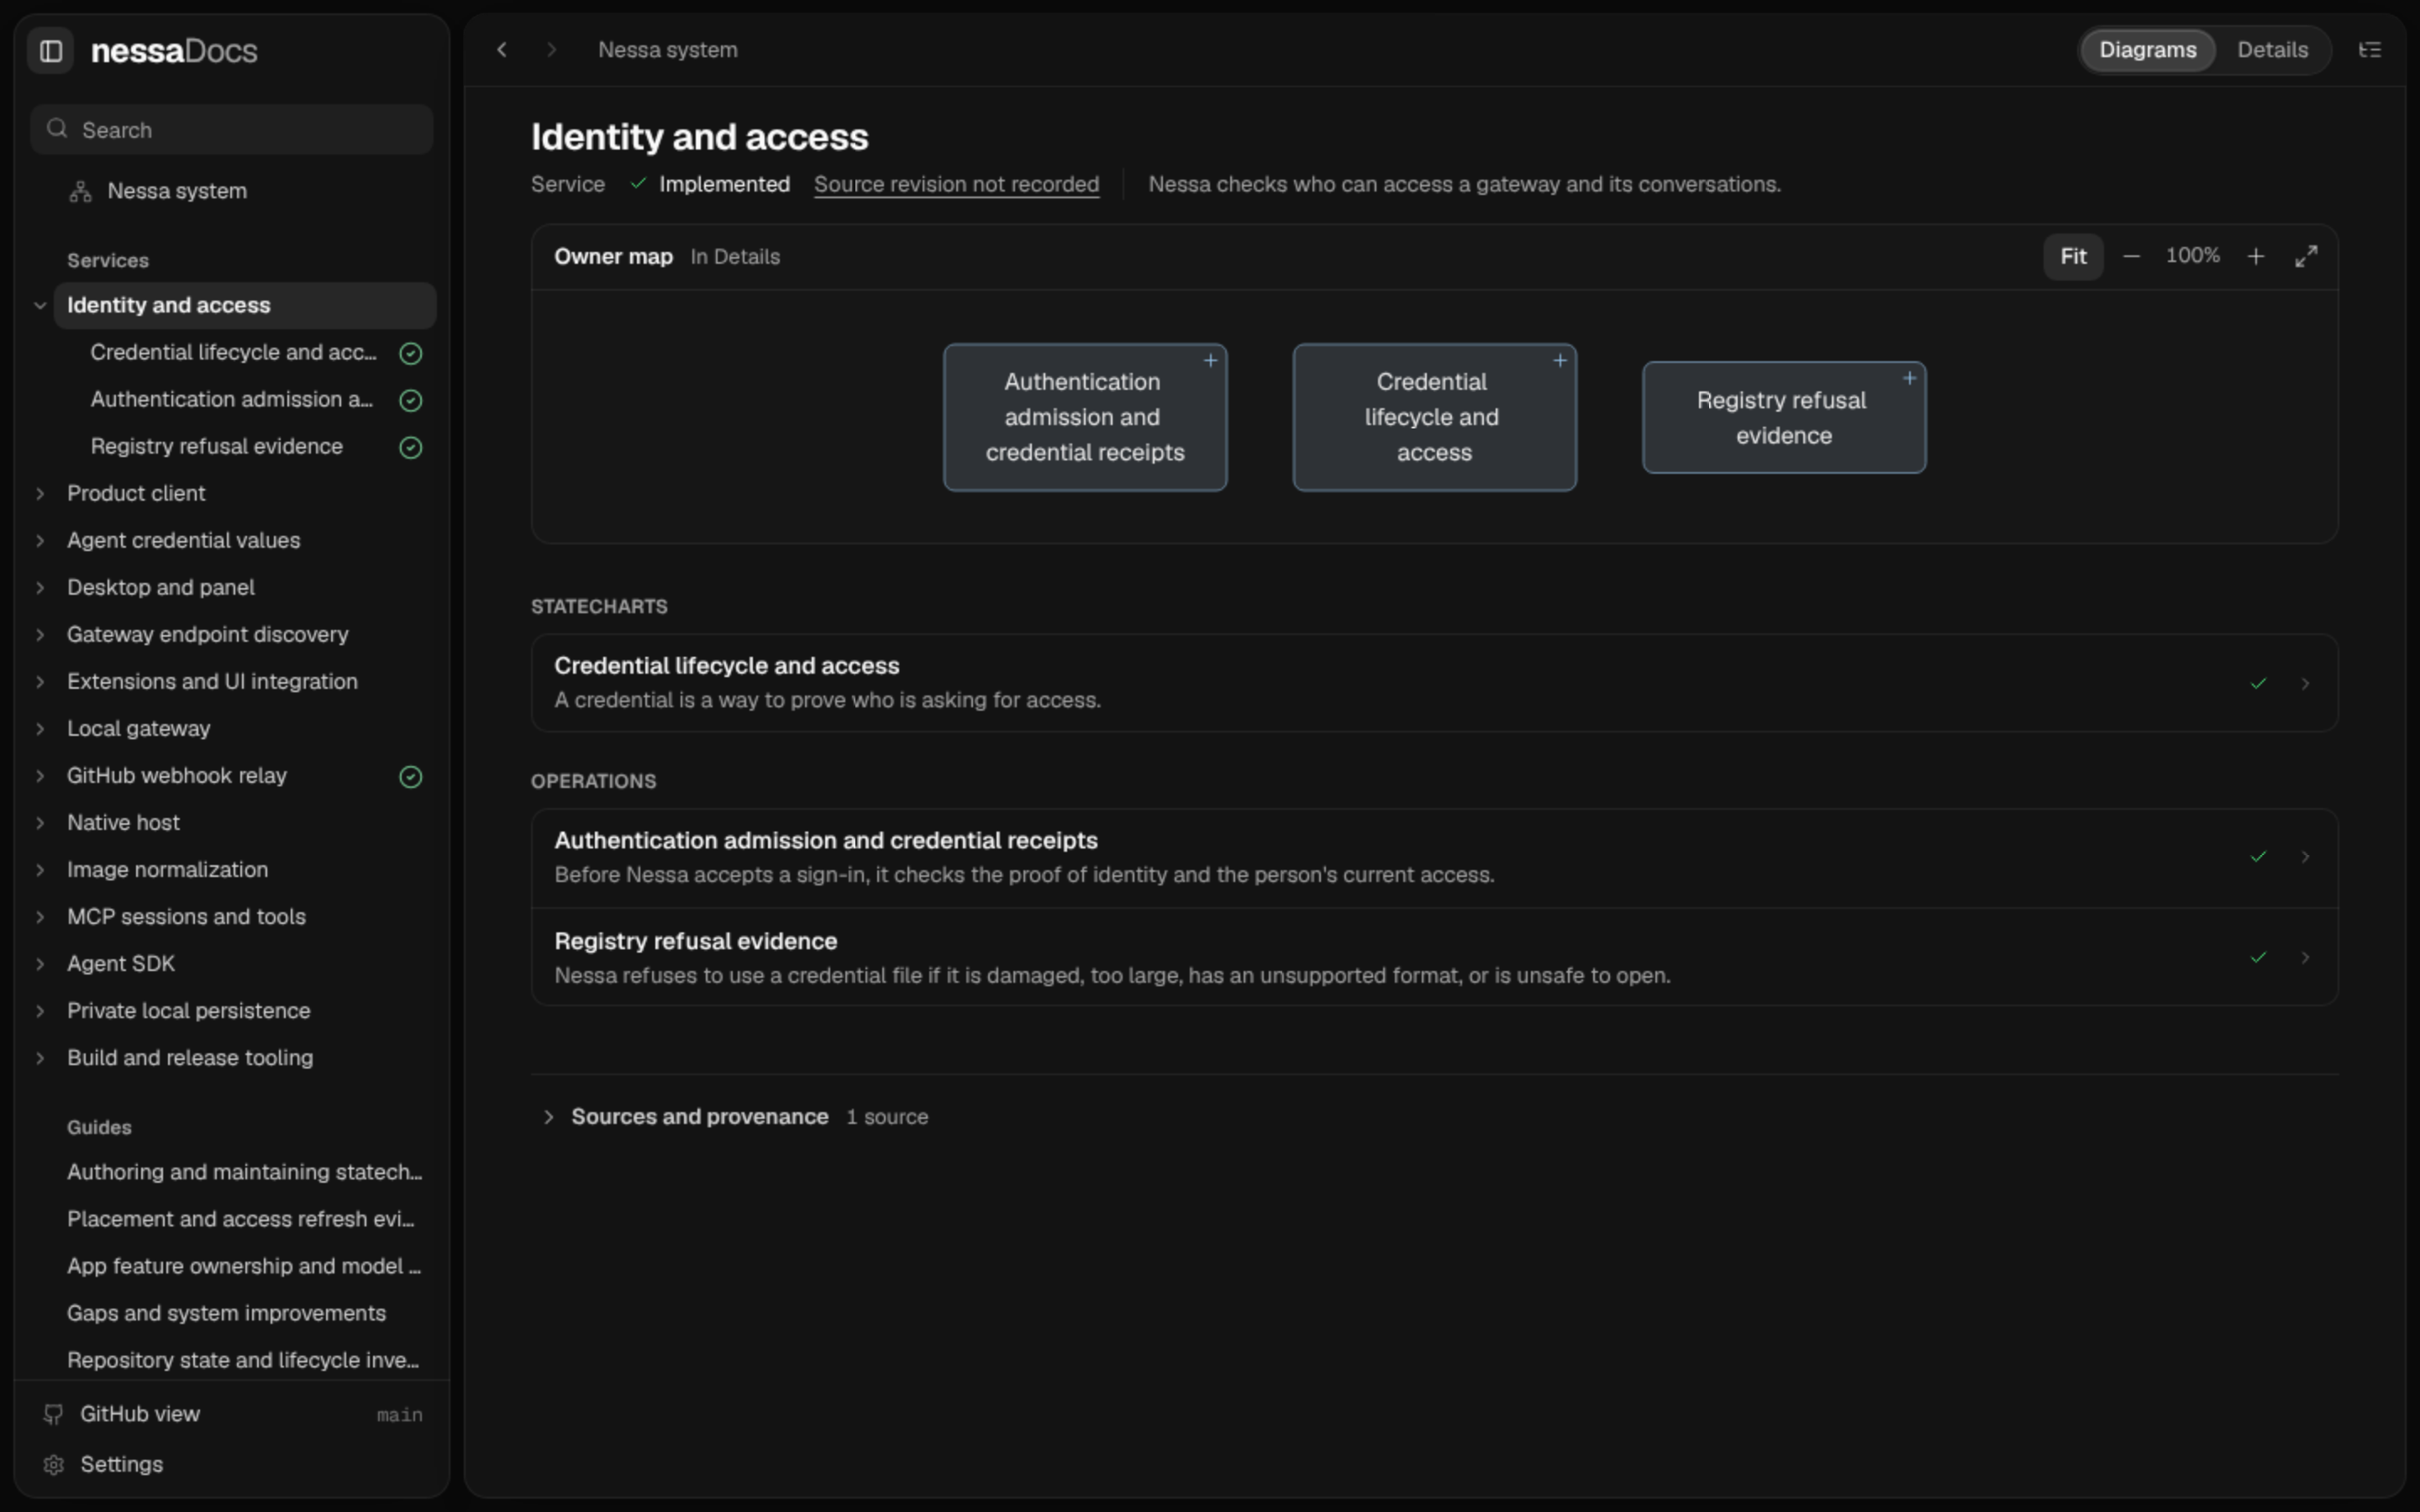 nessaDocs
Search
Nessa system
Services
Identity and access
Credential lifecycle and acc...
Authentication admission a...
Registry refusal evidence
Product client
Agent credential values
Desktop and panel
Gateway endpoint discovery
Extensions and UI integration
Local gateway
GitHub webhook relay
Native host
Image normalization
MCP sessions and tools
Agent SDK
Private local persistence
Build and release tooling
Guides
Authoring and maintaining statech...
Placement and access refresh evi...
App feature ownership and model ...
Gaps and system improvements
Repository state and lifecycle inve...
GitHub view main
Settings
Nessa system
Diagrams Details
Identity and access
Service Implemented Source revision not recorded Nessa checks who can access a gateway and its conversations.
Owner map In Details
Fit − 100% +
Authentication
admission and
credential receipts
Credential
lifecycle and
access
Registry refusal
evidence
STATECHARTS
Credential lifecycle and access
A credential is a way to prove who is asking for access.
OPERATIONS
Authentication admission and credential receipts
Before Nessa accepts a sign-in, it checks the proof of identity and the person's current access.
Registry refusal evidence
Nessa refuses to use a credential file if it is damaged, too large, has an unsupported format, or is unsafe to open.
Sources and provenance 1 source